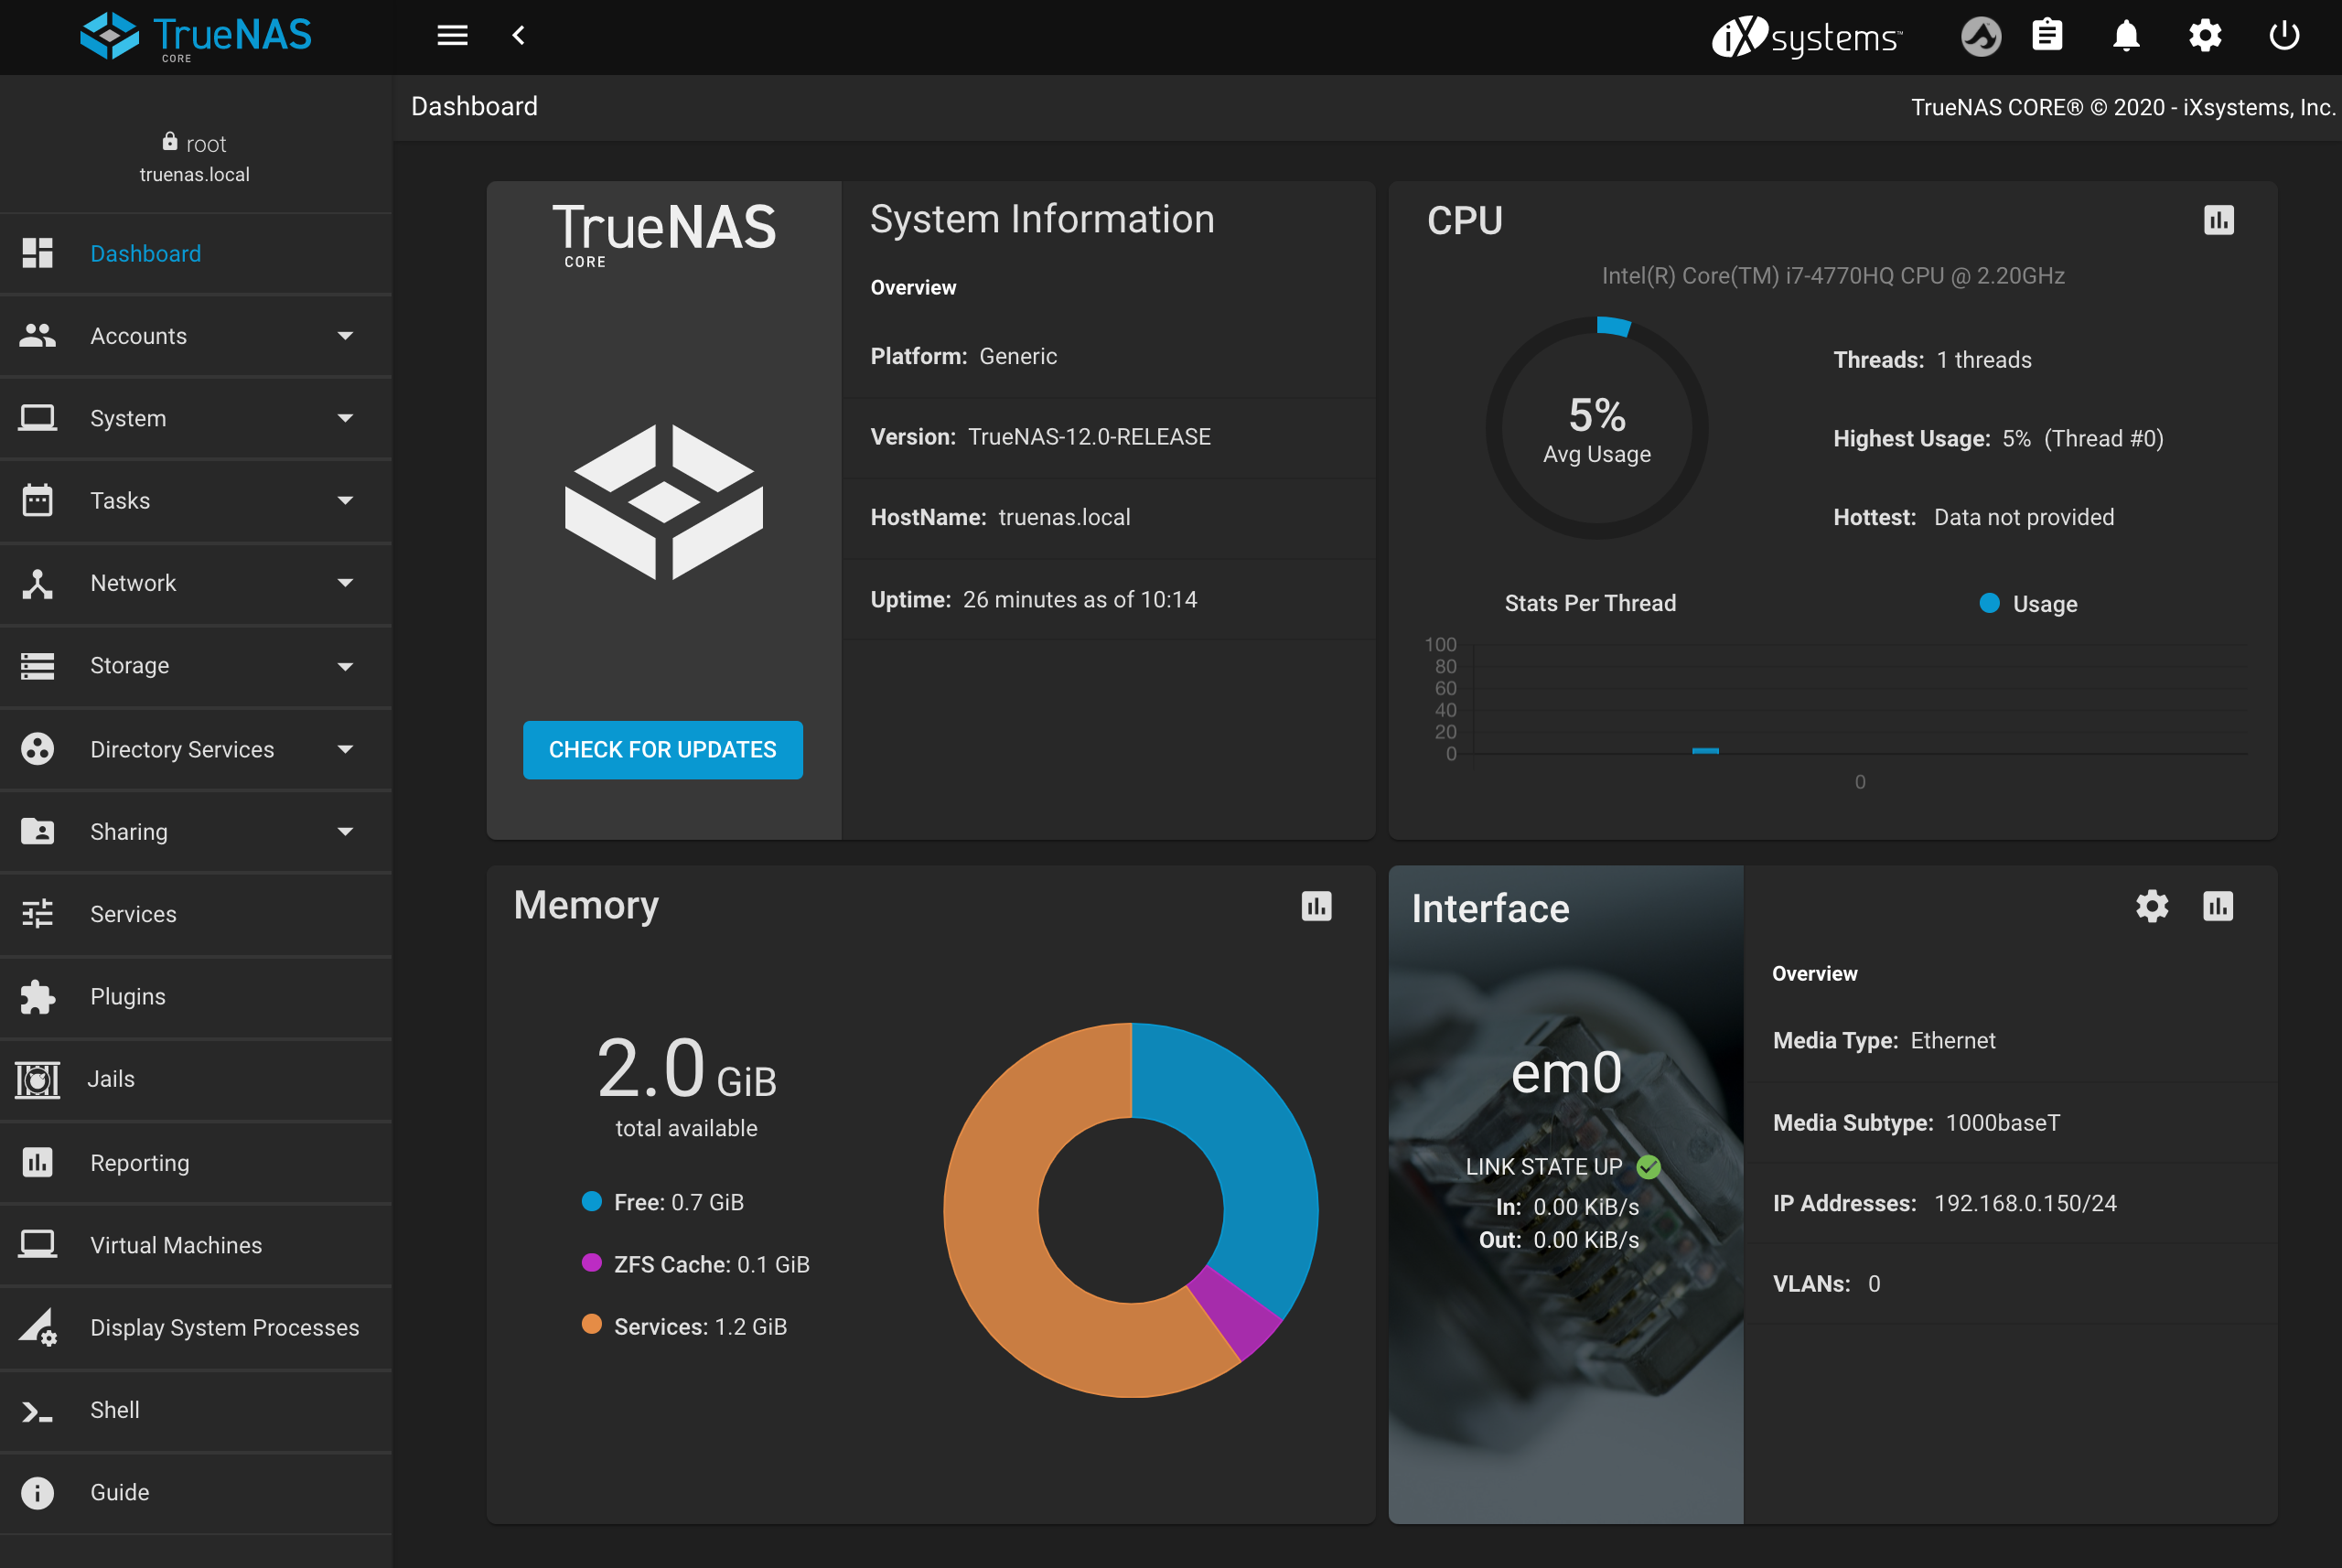 TrueNAS
CORE
iXsystems™
root
truenas.local
Dashboard
Accounts
System
Tasks
Network
Storage
Directory Services
Sharing
Services
Plugins
Jails
Reporting
Virtual Machines
Display System Processes
Shell
Guide
Dashboard
TrueNAS CORE® © 2020 - iXsystems, Inc.
TrueNAS
CORE
CHECK FOR UPDATES
System Information
Overview
Platform: Generic
Version: TrueNAS-12.0-RELEASE
HostName: truenas.local
Uptime: 26 minutes as of 10:14
CPU
Intel(R) Core(TM) i7-4770HQ CPU @ 2.20GHz
5%
Avg Usage
Threads: 1 threads
Highest Usage: 5% (Thread #0)
Hottest: Data not provided
Stats Per Thread
Usage
100
80
60
40
20
0
0
Memory
2.0 GiB
total available
Free: 0.7 GiB
ZFS Cache: 0.1 GiB
Services: 1.2 GiB
Interface
em0
LINK STATE UP
In: 0.00 KiB/s
Out: 0.00 KiB/s
Overview
Media Type: Ethernet
Media Subtype: 1000baseT
IP Addresses: 192.168.0.150/24
VLANs: 0